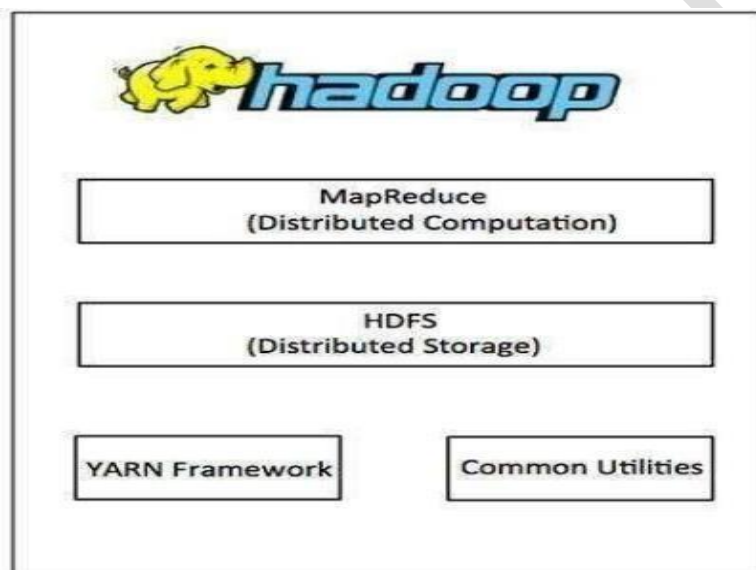 hadoop
MapReduce
(Distributed Computation)
HDFS
(Distributed Storage)
YARN Framework
Common Utilities